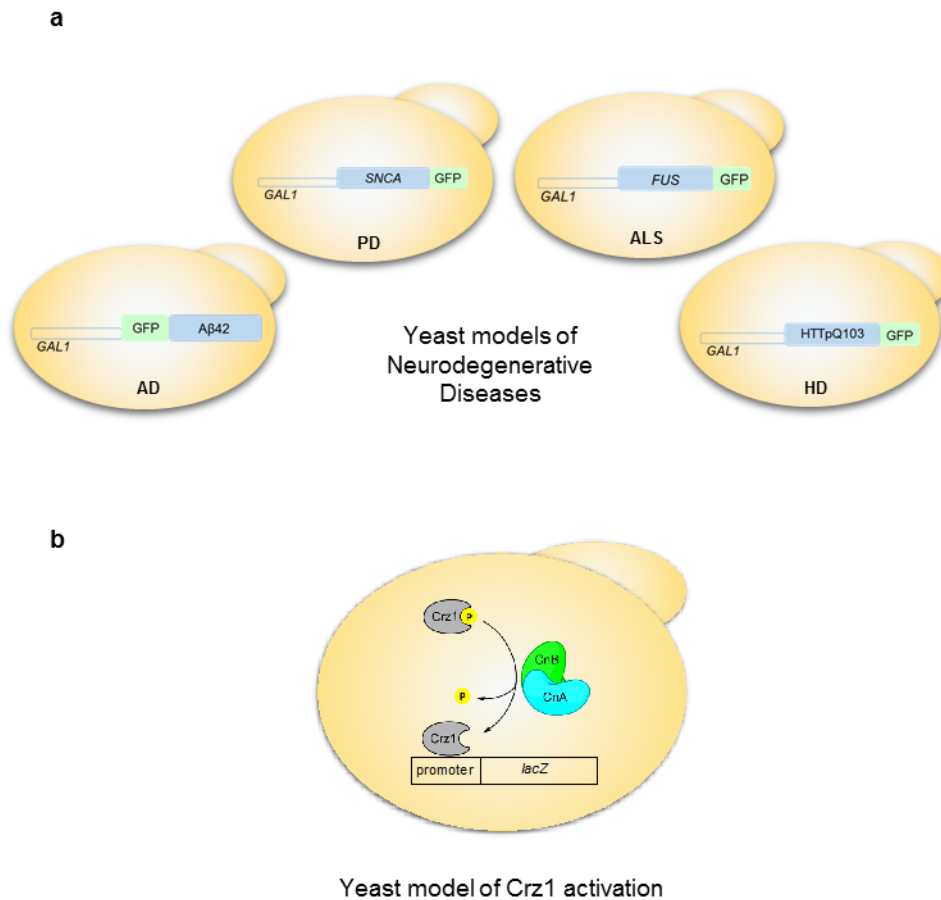 a
SNCA GFP
GAL1
PD
FUS GFP
GAL1
ALS
GFP Aβ42
GAL1
AD
Yeast models of
Neurodegenerative
Diseases
HTTpQ103 GFP
GAL1
HD
b
Crz1 P
CnB
CnA
P
Crz1
promoter lacZ
Yeast model of Crz1 activation